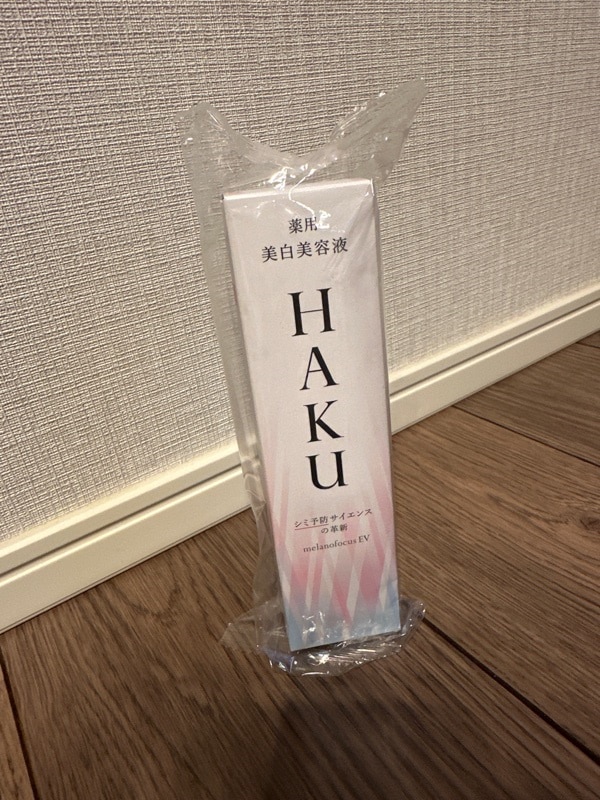 薬用
美白美容液
HAKU
シミ予防サイエンス
の革新
melanofocus EV